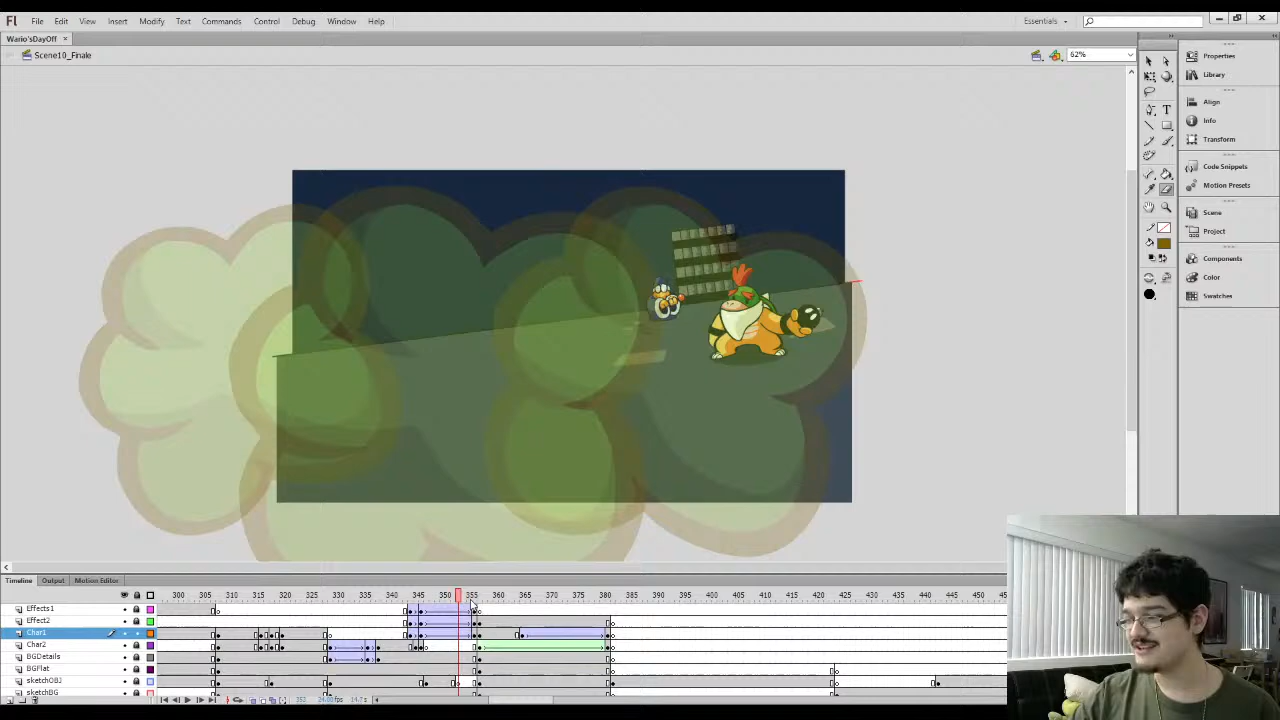 Fl File Edit View Insert Modify Text Commands Control Debug Window Help Essentials
Wario'sDayOff ×
Scene10_Finale 62%
Properties
Library
Align
Info
Transform
Code Snippets
Motion Presets
Scene
Project
Components
Color
Swatches
Timeline Output Motion Editor
300 305 310 315 320 325 330 335 340 345 350 355 360 365 370 375 380 385 390 395 400 405 410 415 420 425 430 435 440 445 450
Effects1
Effect2
Char1
Char2
BGDetails
BGFlat
sketchOBJ
sketchBG